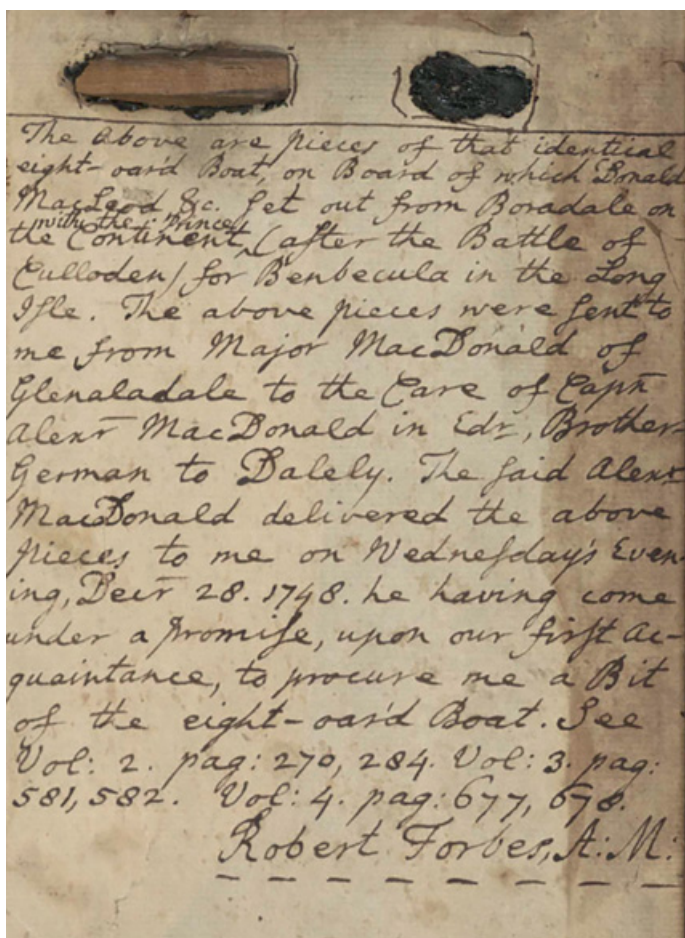 The Above are pieces of that identical
eight-oar'd Boat, on Board of which Donald
MacLeod &c. ſet out from Boradale on
with the Prince
the Continent, (after the Battle of
Culloden) for Benbecula in the Long
Iſle. The above pieces were ſent to
me from Major MacDonald of
Glenaladale to the Care of Capn
Alexr MacDonald in Edr, Brother-
German to Dalely. The ſaid Alexr
MacDonald delivered the above
pieces to me on Wedneſday's Even-
ing, Decr 28. 1748. he having come
under a promiſe, upon our firſt Ac-
quaintance, to procure me a Bit
of the eight-oar'd Boat. See
Vol: 2. pag: 270, 284. Vol: 3. pag:
581, 582. Vol: 4. pag: 677, 678.
Robert Forbes, A: M: